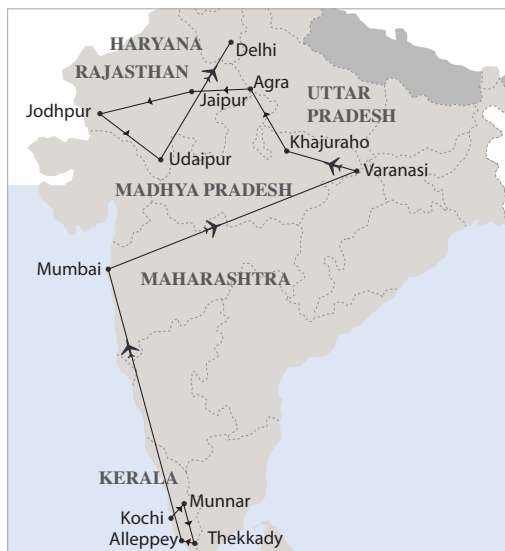 HARYANA
Delhi
RAJASTHAN
Agra
Jaipur
UTTAR
PRADESH
Jodhpur
Khajuraho
Udaipur
Varanasi
MADHYA PRADESH
Mumbai
MAHARASHTRA
KERALA
Munnar
Kochi
Alleppey
Thekkady